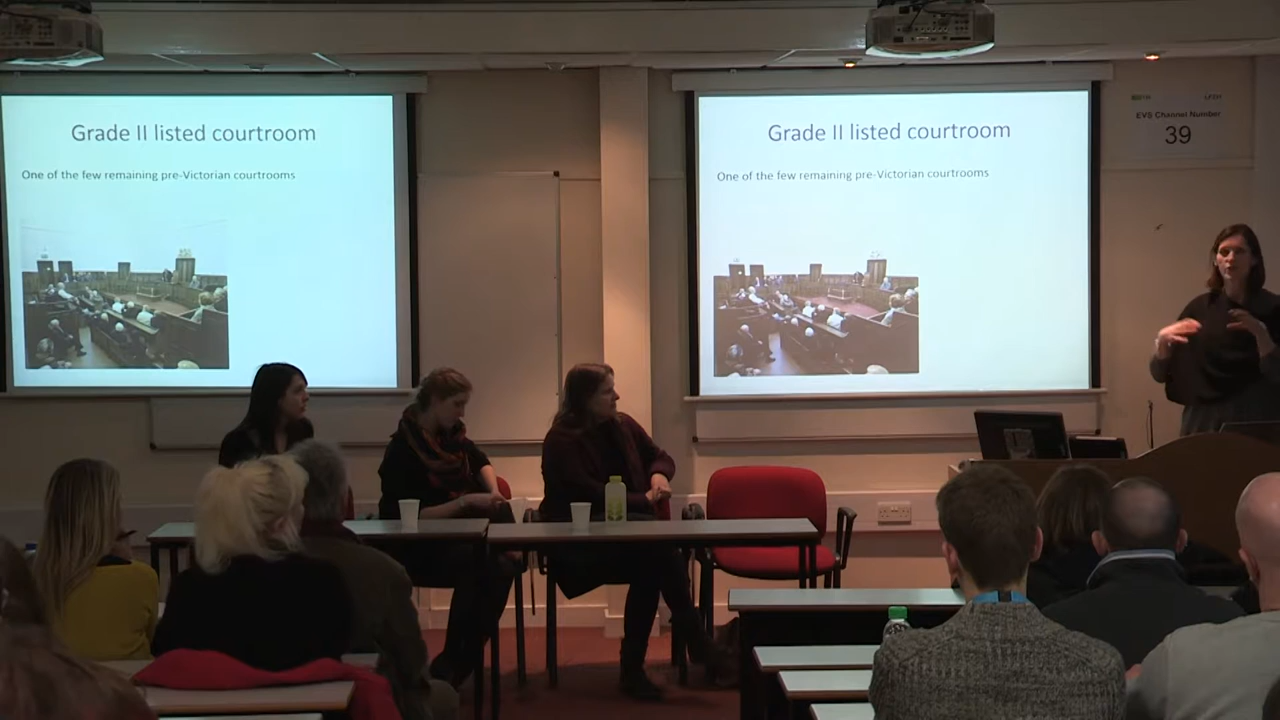 Grade II listed courtroom
One of the few remaining pre-Victorian courtrooms
Grade II listed courtroom
One of the few remaining pre-Victorian courtrooms
EVS Channel Number
39